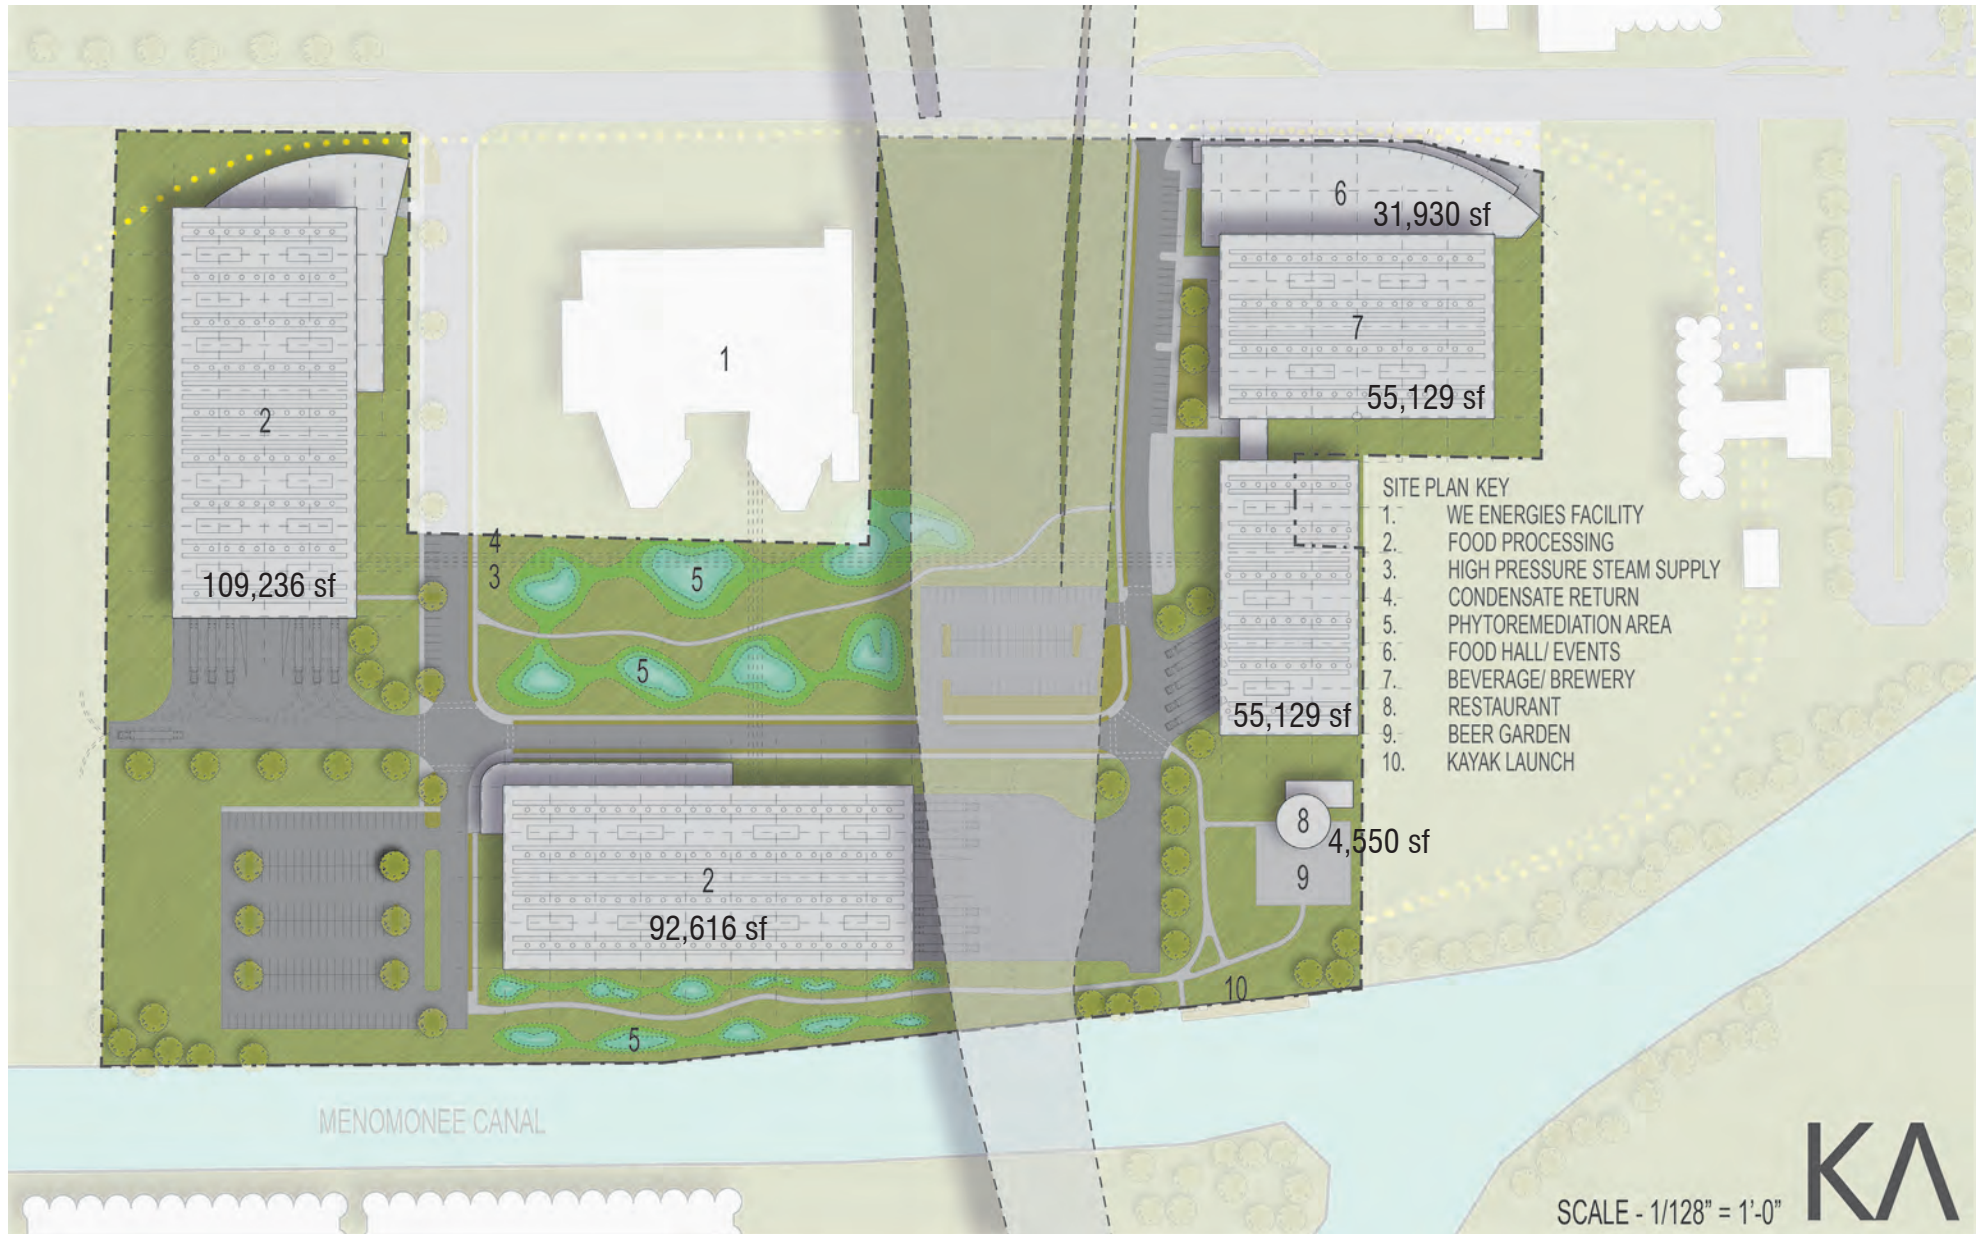 6
31,930 sf
7
1
55,129 sf
2
SITE PLAN KEY
1. WE ENERGIES FACILITY
2. FOOD PROCESSING
3. HIGH PRESSURE STEAM SUPPLY
4. CONDENSATE RETURN
5. PHYTOREMEDIATION AREA
6. FOOD HALL/ EVENTS
7. BEVERAGE/ BREWERY
8. RESTAURANT
9. BEER GARDEN
10. KAYAK LAUNCH
4
3
5
109,236 sf
5
55,129 sf
8
4,550 sf
2
9
92,616 sf
10
5
MENOMONEE CANAL
SCALE - 1/128" = 1'-0"
KA